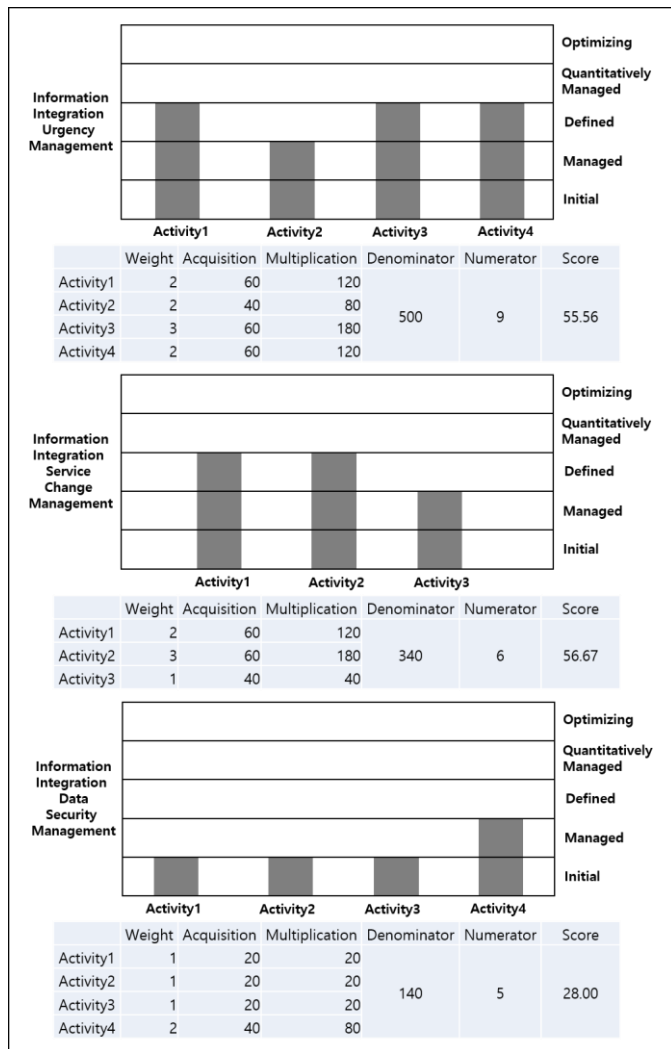 Optimizing
Quantitatively
Managed
Information
Integration
Urgency
Management
Defined
Managed
Initial
Activity1 Activity2 Activity3 Activity4
Weight Acquisition Multiplication Denominator Numerator Score
Activity1 2 60 120
Activity2 2 40 80
500 9 55.56
Activity3 3 60 180
Activity4 2 60 120
Optimizing
Quantitatively
Managed
Information
Integration
Service
Change
Management
Defined
Managed
Initial
Activity1 Activity2 Activity3
Weight Acquisition Multiplication Denominator Numerator Score
Activity1 2 60 120
Activity2 3 60 180 340 6 56.67
Activity3 1 40 40
Optimizing
Quantitatively
Managed
Information
Integration
Data
Security
Management
Defined
Managed
Initial
Activity1 Activity2 Activity3 Activity4
Weight Acquisition Multiplication Denominator Numerator Score
Activity1 1 20 20
Activity2 1 20 20
140 5 28.00
Activity3 1 20 20
Activity4 2 40 80